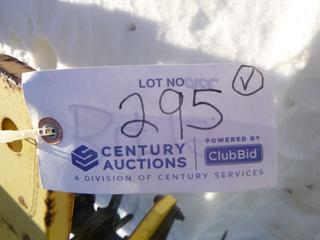 LOT NO
295
V
CENTURY
AUCTIONS
POWERED BY
ClubBid
A DIVISION OF CENTURY SERVICES